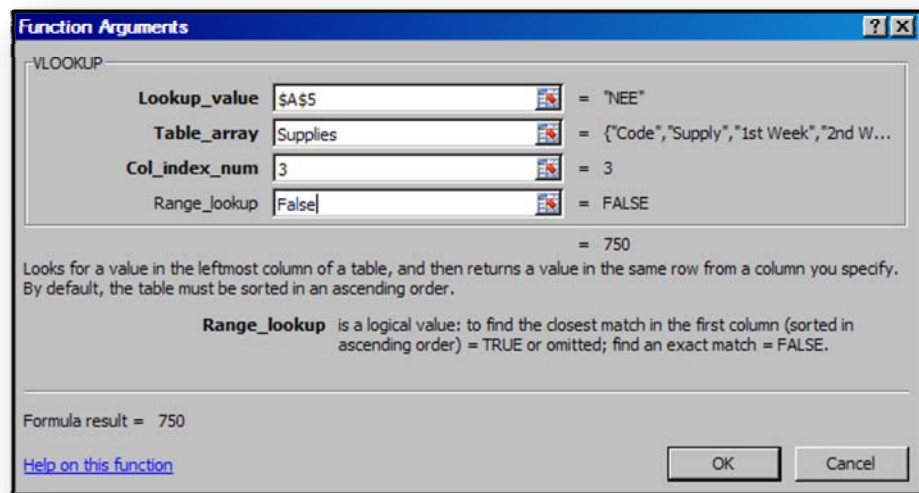 Function Arguments
VLOOKUP
Lookup_value $A$5 = "NEE"
Table_array Supplies = {"Code","Supply","1st Week","2nd W...
Col_index_num 3 = 3
Range_lookup False = FALSE
= 750
Looks for a value in the leftmost column of a table, and then returns a value in the same row from a column you specify.
By default, the table must be sorted in an ascending order.
Range_lookup is a logical value: to find the closest match in the first column (sorted in
ascending order) = TRUE or omitted; find an exact match = FALSE.
Formula result = 750
Help on this function
OK Cancel